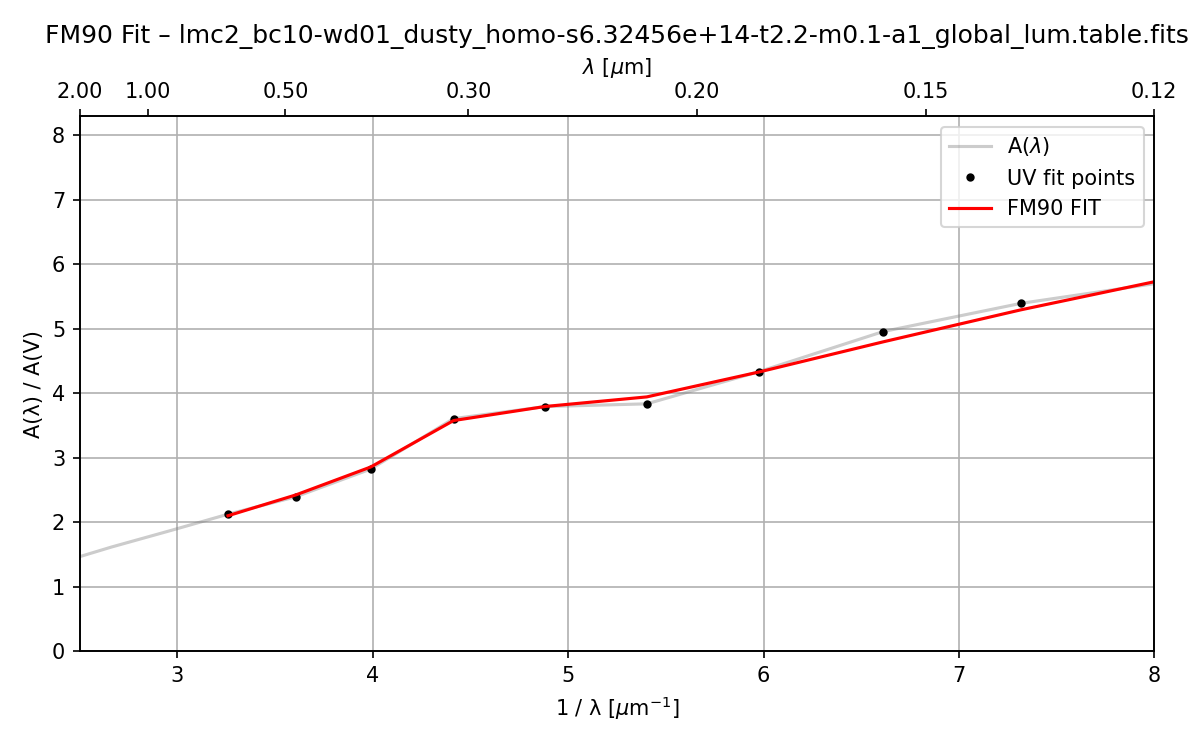 FM90 Fit – lmc2_bc10-wd01_dusty_homo-s6.32456e+14-t2.2-m0.1-a1_global_lum.table.fits
λ [μm]
2.00 1.00 0.50 0.30 0.20 0.15 0.12
A(λ)
UV fit points
FM90 FIT
8
7
6
5
4
3
2
1
0
A(λ) / A(V)
3 4 5 6 7 8
1 / λ [μm⁻¹]